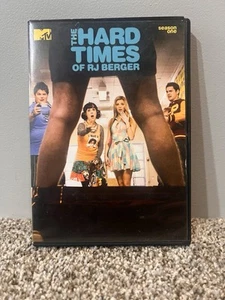 MTV
THE
HARD
TIMES
OF RJ BERGER
season
one